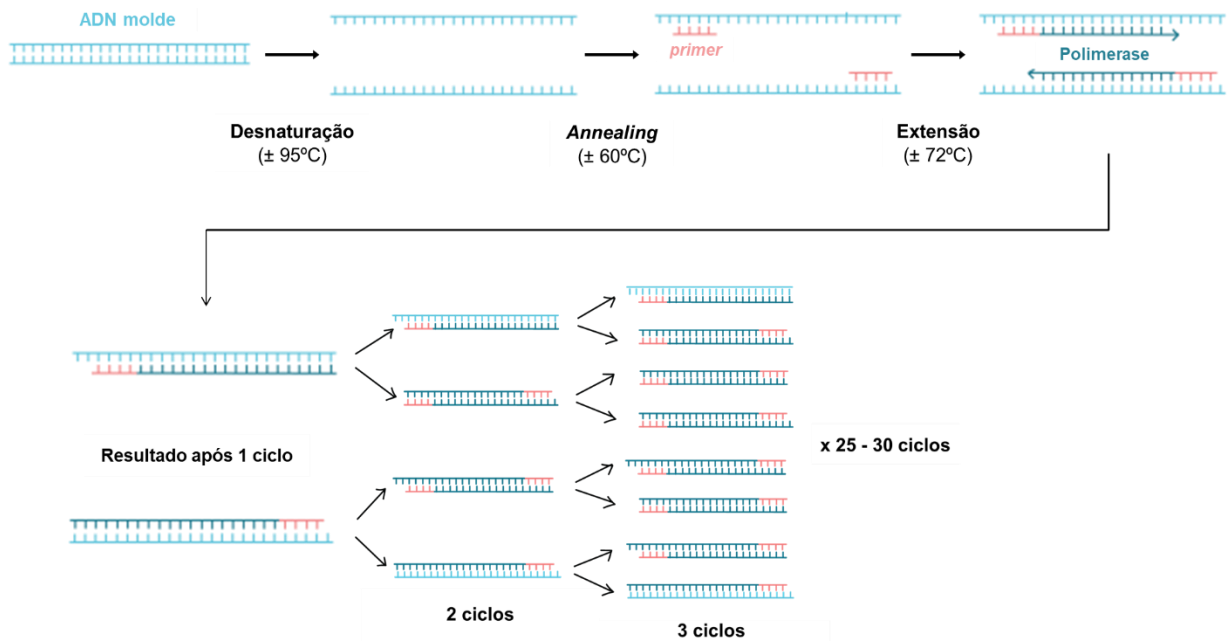 ADN molde
primer
Polimerase
Desnaturação
(± 95ºC)
Annealing
(± 60ºC)
Extensão
(± 72ºC)
Resultado após 1 ciclo
x 25 - 30 ciclos
2 ciclos
3 ciclos